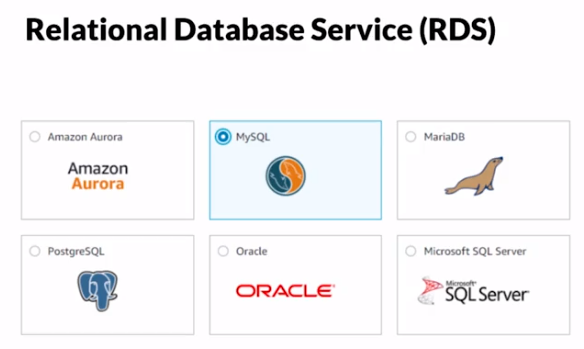 Relational Database Service (RDS)
Amazon Aurora
Amazon
Aurora
MySQL
MariaDB
PostgreSQL
Oracle
ORACLE
Microsoft SQL Server
Microsoft
SQL Server